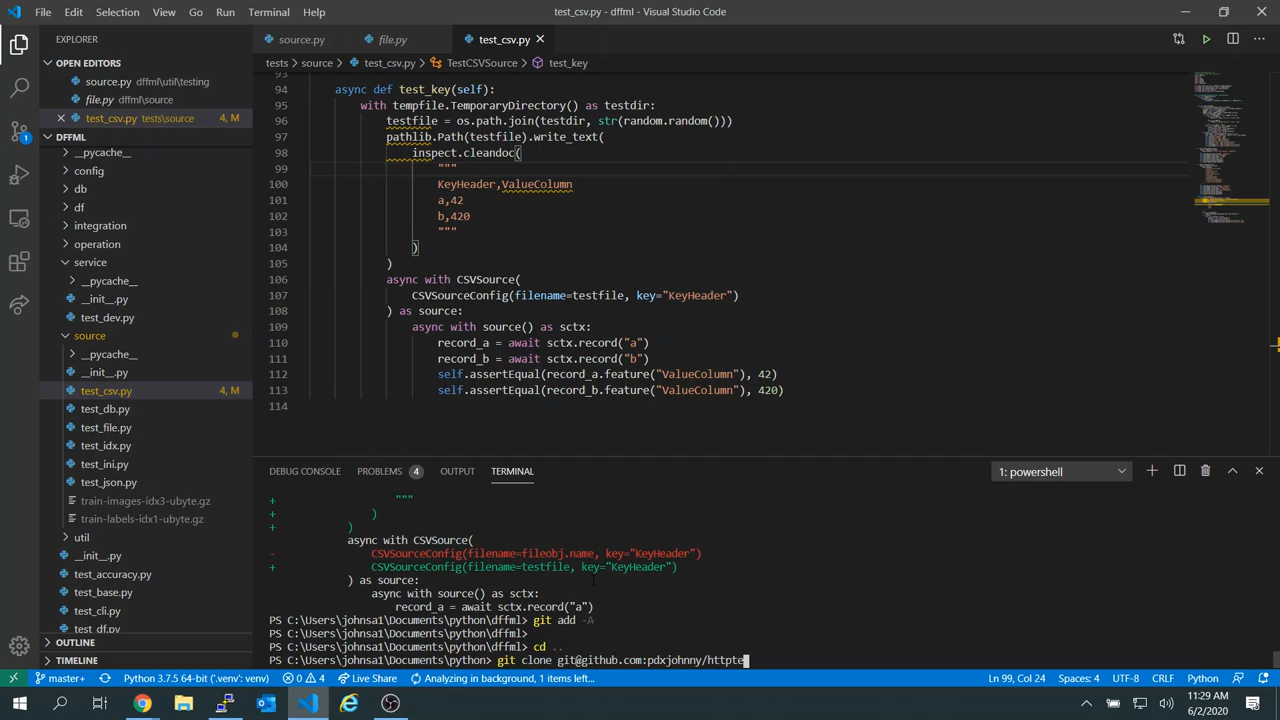 File Edit Selection View Go Run Terminal Help
test_csv.py - dffml - Visual Studio Code
EXPLORER
OPEN EDITORS
source.py dffml\util\testing
file.py dffml\source
test_csv.py tests\source 4, M
DFFML
__pycache__
config
db
df
integration
operation
service
__pycache__
__init__.py
test_dev.py
source
__pycache__
__init__.py
test_csv.py 4, M
test_db.py
test_file.py
test_idx.py
test_ini.py
test_json.py
train-images-idx3-ubyte.gz
train-labels-idx1-ubyte.gz
util
__init__.py
test_accuracy.py
test_base.py
test_cli.py
test_df.py
OUTLINE
TIMELINE
source.py file.py test_csv.py
tests > source > test_csv.py > TestCSVSource > test_key
93
94 async def test_key(self):
95 with tempfile.TemporaryDirectory() as testdir:
96 testfile = os.path.join(testdir, str(random.random()))
97 pathlib.Path(testfile).write_text(
98 inspect.cleandoc(
99 """
100 KeyHeader,ValueColumn
101 a,42
102 b,420
103 """
104 )
105 )
106 async with CSVSource(
107 CSVSourceConfig(filename=testfile, key="KeyHeader")
108 ) as source:
109 async with source() as sctx:
110 record_a = await sctx.record("a")
111 record_b = await sctx.record("b")
112 self.assertEqual(record_a.feature("ValueColumn"), 42)
113 self.assertEqual(record_b.feature("ValueColumn"), 420)
114
DEBUG CONSOLE PROBLEMS 4 OUTPUT TERMINAL 1: powershell
+ """
+ )
+ )
async with CSVSource(
- CSVSourceConfig(filename=fileobj.name, key="KeyHeader")
+ CSVSourceConfig(filename=testfile, key="KeyHeader")
) as source:
async with source() as sctx:
record_a = await sctx.record("a")
PS C:\Users\johnsa1\Documents\python\dffml> git add -A
PS C:\Users\johnsa1\Documents\python\dffml>
PS C:\Users\johnsa1\Documents\python\dffml> cd ..
PS C:\Users\johnsa1\Documents\python> git clone git@github.com:pdxjohnny/httpte
master+ Python 3.7.5 64-bit ('.venv': venv) 0 4 Live Share Analyzing in background, 1 items left... Ln 99, Col 24 Spaces: 4 UTF-8 CRLF Python
11:29 AM
6/2/2020
1